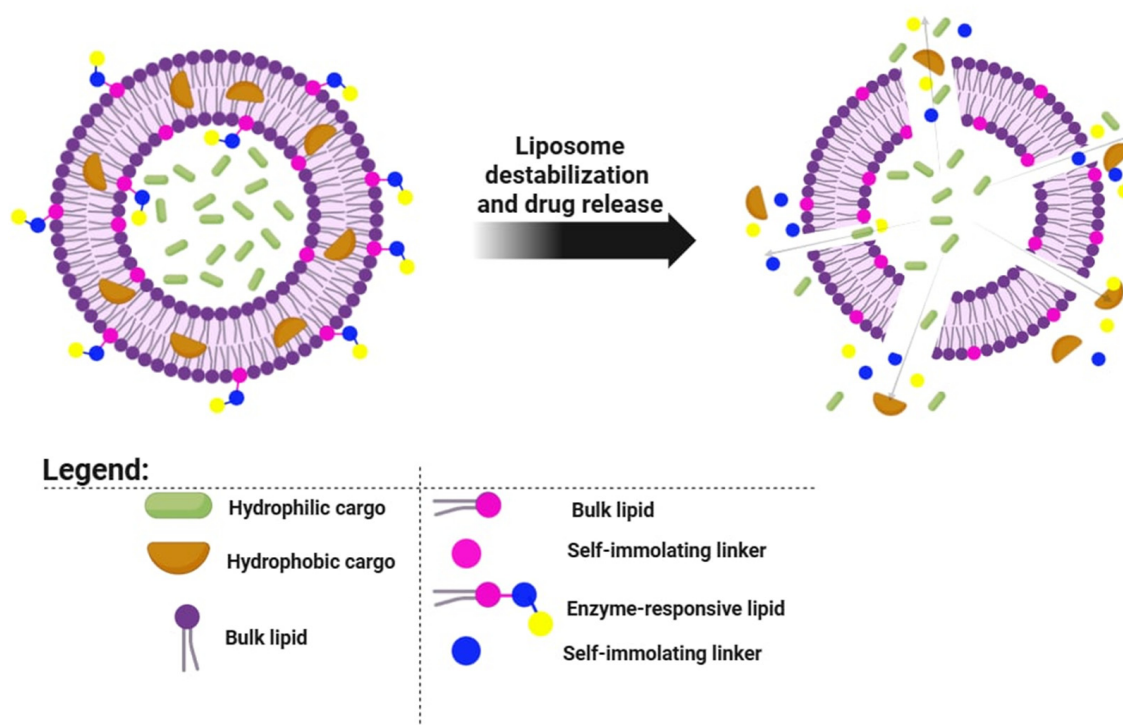 Liposome
destabilization
and drug release
Legend:
Hydrophilic cargo
Hydrophobic cargo
Bulk lipid
Bulk lipid
Self-immolating linker
Enzyme-responsive lipid
Self-immolating linker